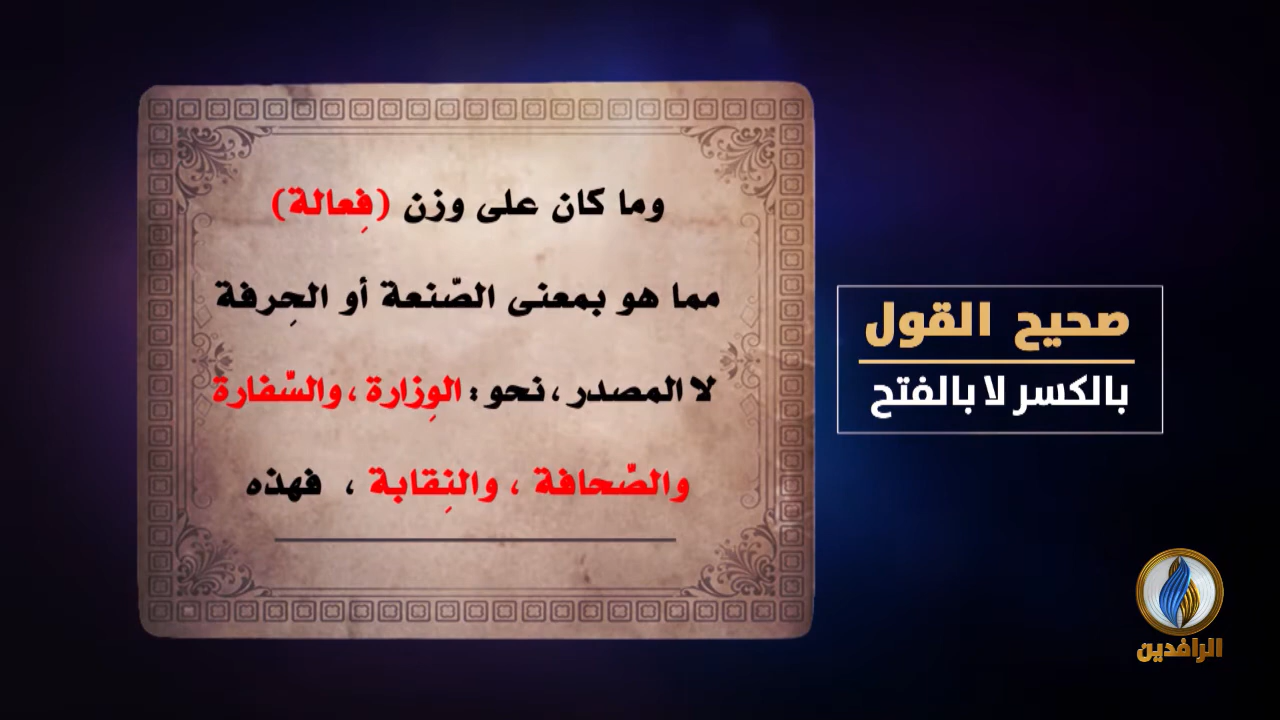 صحيح القول
بالكسر لا بالفتح
وما كان على وزن (فِعالة)
مما هو بمعنى الصّنعة أو الحِرفة
لا المصدر، نحو: الوِزارة، والسّفارة
والصّحافة، والنِقابة، فهذه
الرافدين